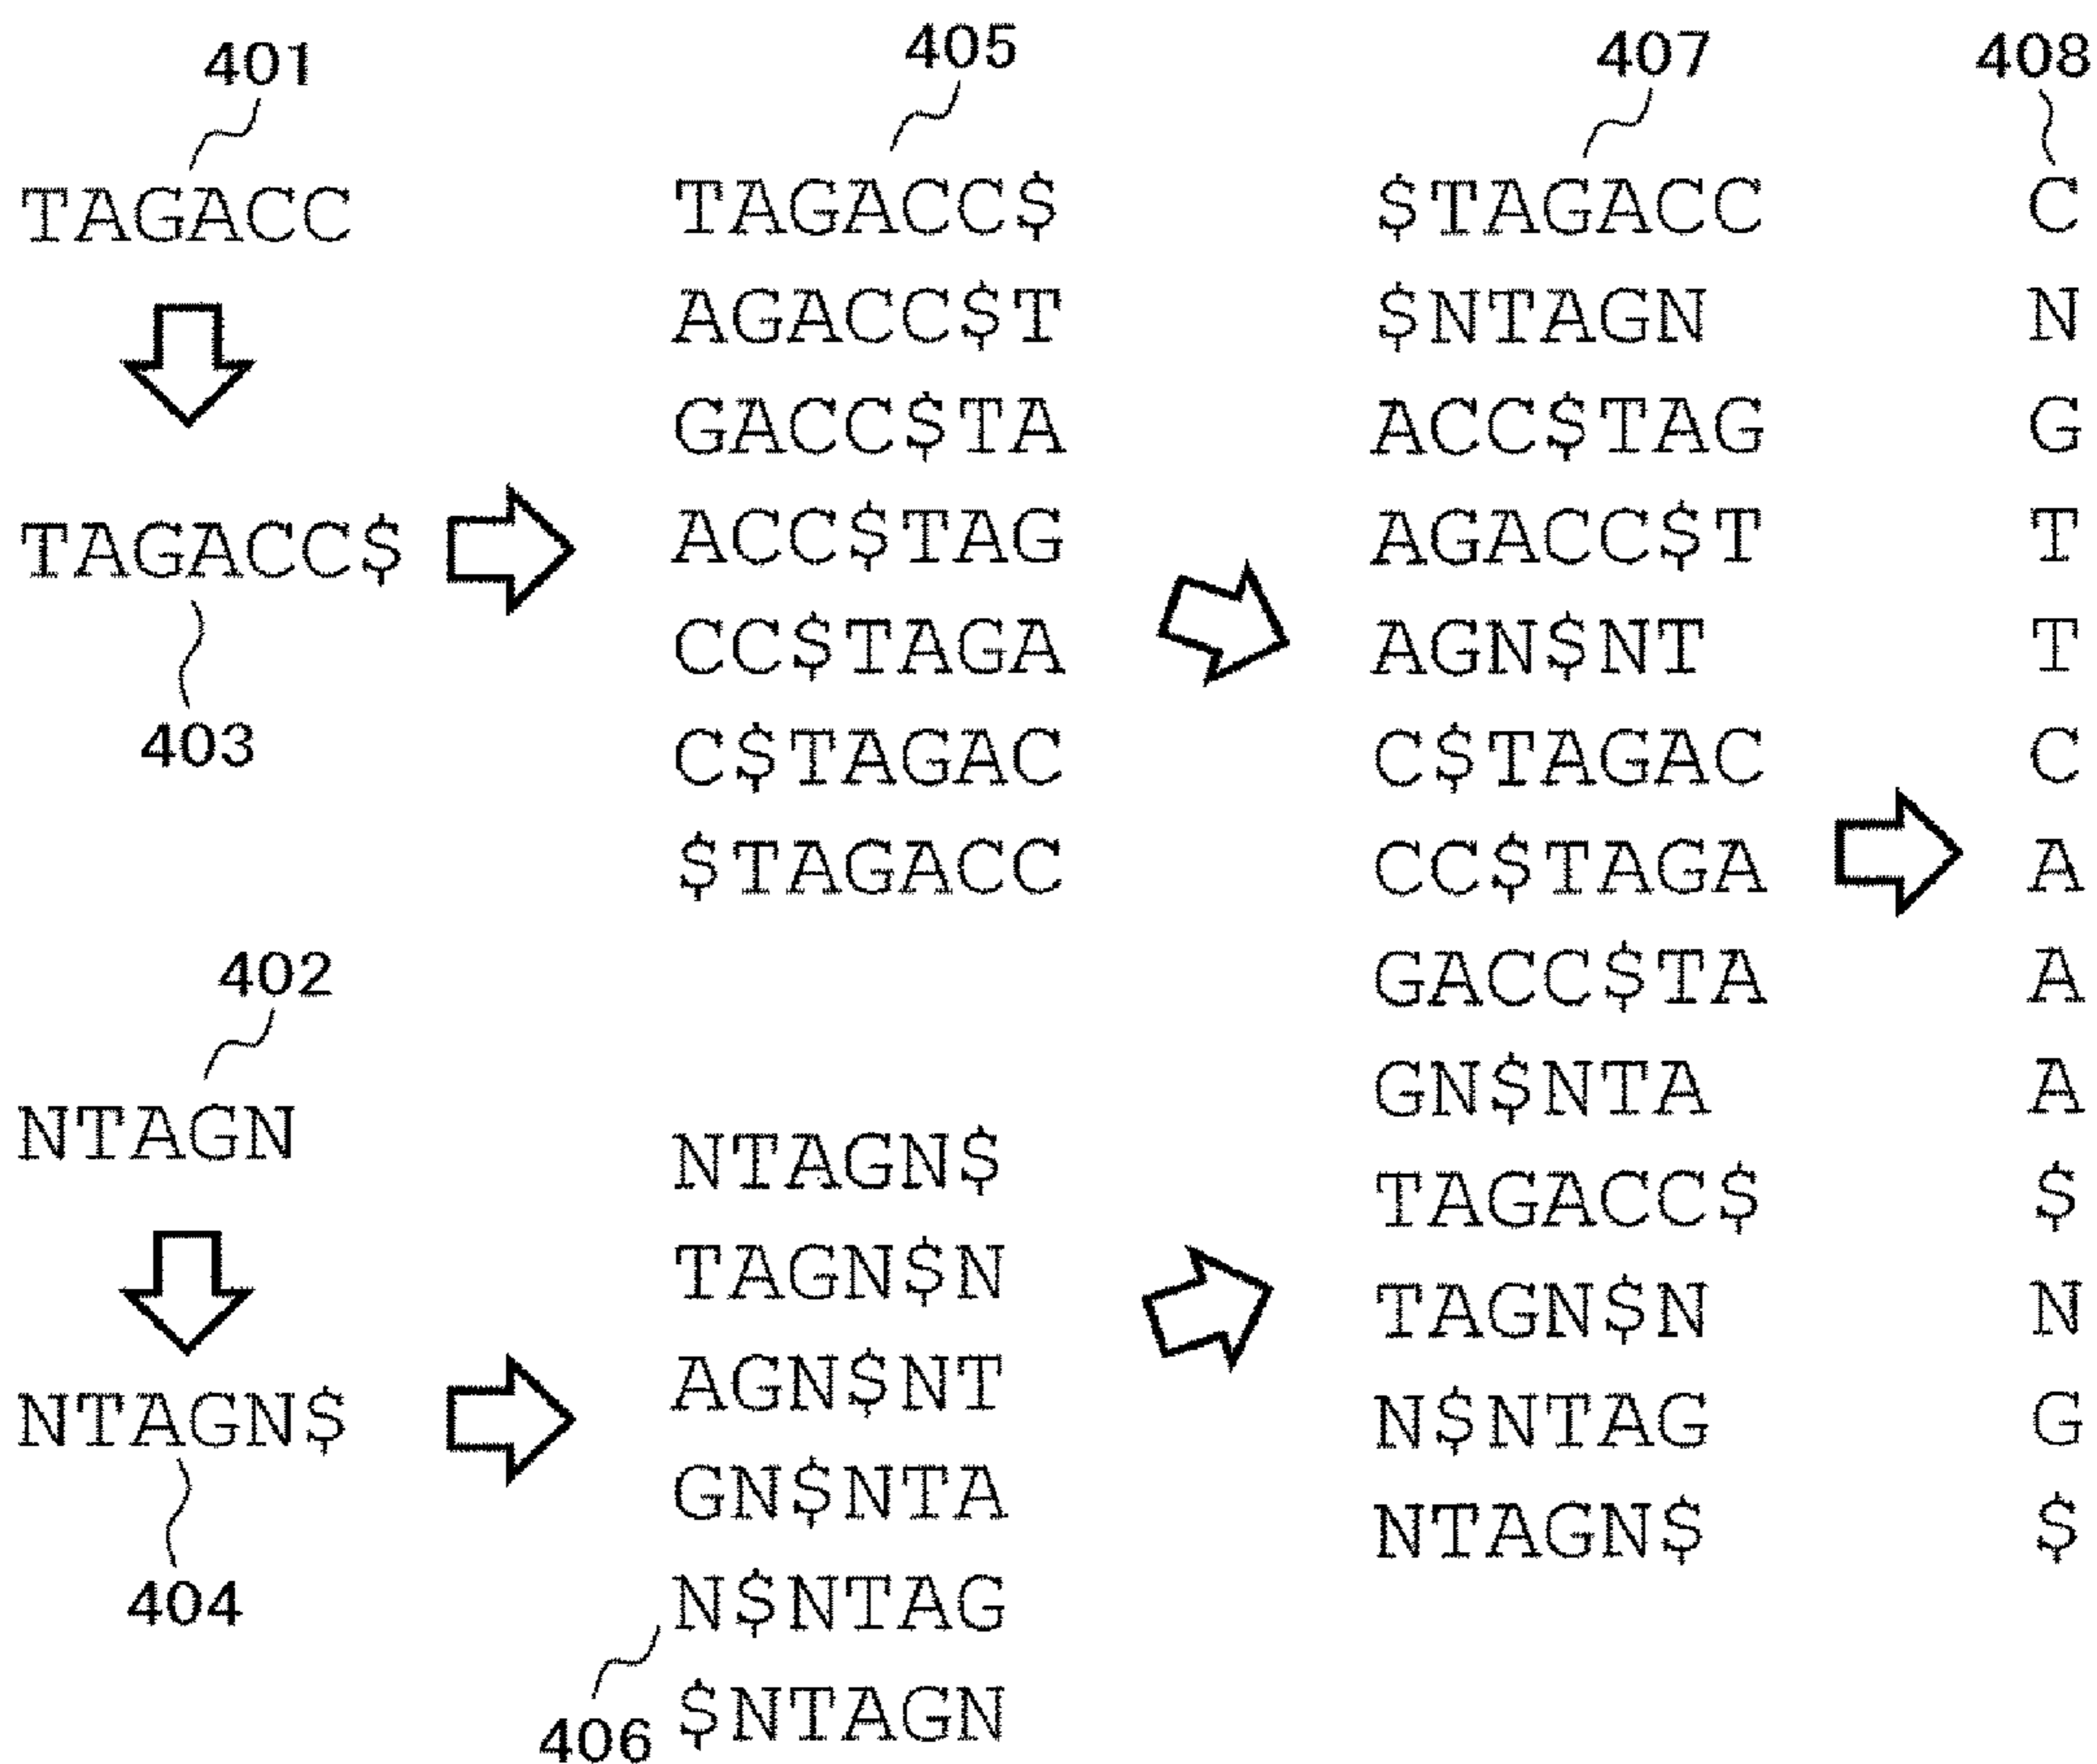 401
TAGACC
TAGACC$
403
402
NTAGN
NTAGN$
404
405
TAGACC$
AGACC$T
GACC$TA
ACC$TAG
CC$TAGA
C$TAGAC
$TAGACC
NTAGN$
TAGN$N
AGN$NT
GN$NTA
N$NTAG
$NTAGN
406
407
$TAGACC
$NTAGN
ACC$TAG
AGACC$T
AGN$NT
C$TAGAC
CC$TAGA
GACC$TA
GN$NTA
TAGACC$
TAGN$N
N$NTAG
NTAGN$
408
C
N
G
T
T
C
A
A
A
$
N
G
$